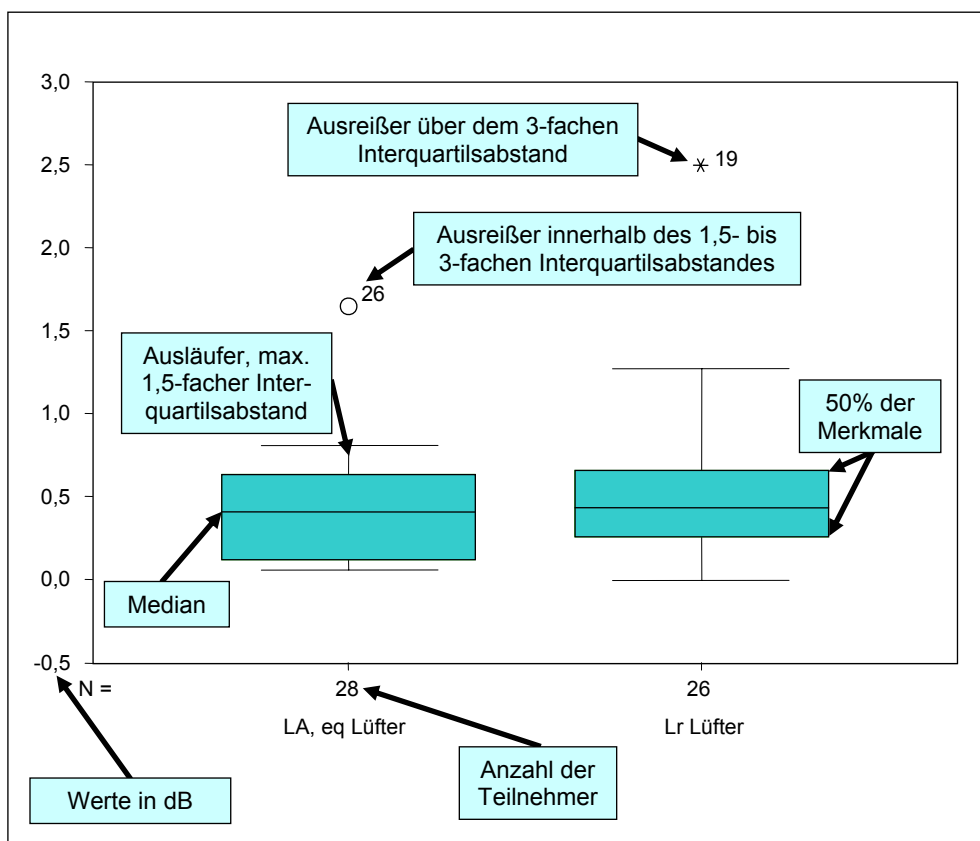 3,0
Ausreißer über dem 3-fachen
Interquartilsabstand
2,5
19
Ausreißer innerhalb des 1,5- bis
3-fachen Interquartilsabstandes
2,0
26
1,5
Ausläufer, max.
1,5-facher Inter-
quartilsabstand
1,0
50% der
Merkmale
0,5
0,0
Median
-0,5
N =
28
26
LA, eq Lüfter
Lr Lüfter
Werte in dB
Anzahl der
Teilnehmer